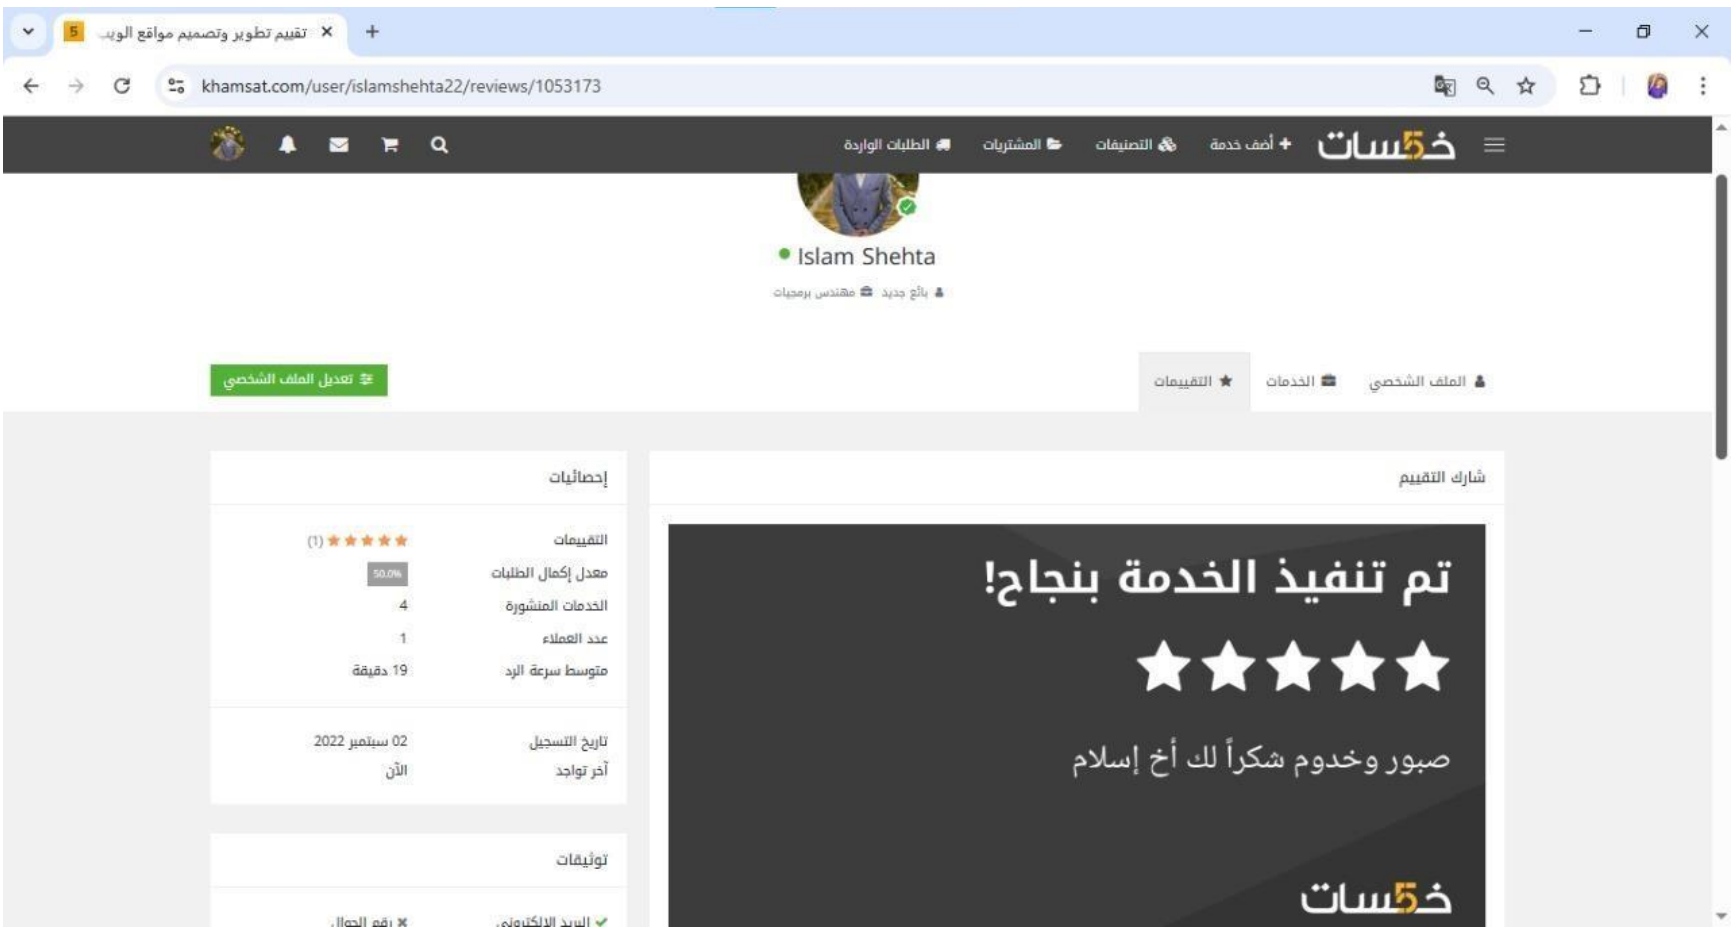 تقييم تطوير وتصميم مواقع الويب
khamsat.com/user/islamshehta22/reviews/1053173
خمسات أضف خدمة التصنيفات المشتريات الطلبات الواردة
Islam Shehta
بائع جديد مهندس برمجيات
الملف الشخصي الخدمات التقييمات تعديل الملف الشخصي
شارك التقييم
تم تنفيذ الخدمة بنجاح!
صبور وخدوم شكراً لك أخ إسلام
خمسات
إحصائيات
التقييمات (1)
معدل إكمال الطلبات 50.0%
الخدمات المنشورة 4
عدد العملاء 1
متوسط سرعة الرد 19 دقيقة
تاريخ التسجيل 02 سبتمبر 2022
آخر تواجد الآن
توثيقات
البريد الإلكتروني رقم الجوال